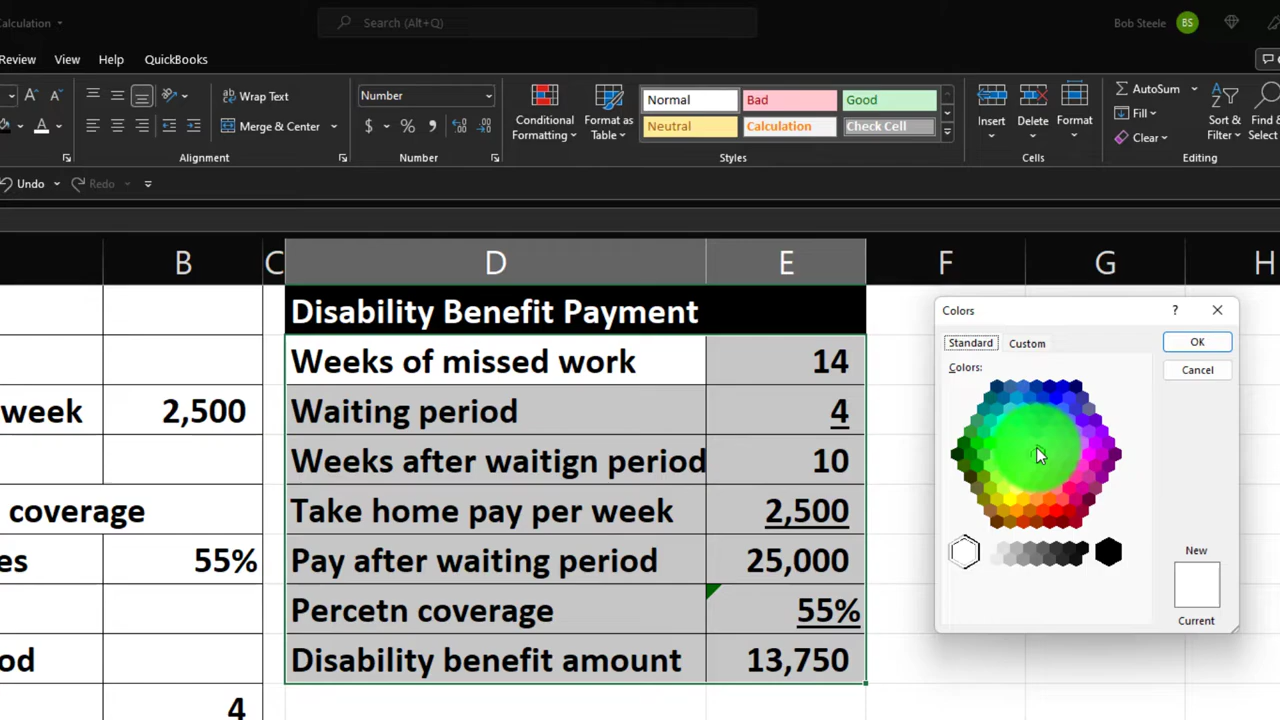 Calculation
Search (Alt+Q)
Bob Steele
BS
Review View Help QuickBooks
Wrap Text
Merge & Center
Alignment
Number
$ % ,
Number
Conditional Formatting
Format as Table
Normal Bad Good
Neutral Calculation Check Cell
Styles
Insert Delete Format
Cells
AutoSum
Fill
Clear
Sort & Filter
Find & Select
Editing
Undo Redo
B C D E F G H
Disability Benefit Payment
Weeks of missed work 14
week 2,500 Waiting period 4
Weeks after waitign period 10
coverage Take home pay per week 2,500
es 55% Pay after waiting period 25,000
Percetn coverage 55%
od Disability benefit amount 13,750
4
Colors
?
Standard Custom
OK
Colors:
Cancel
New
Current